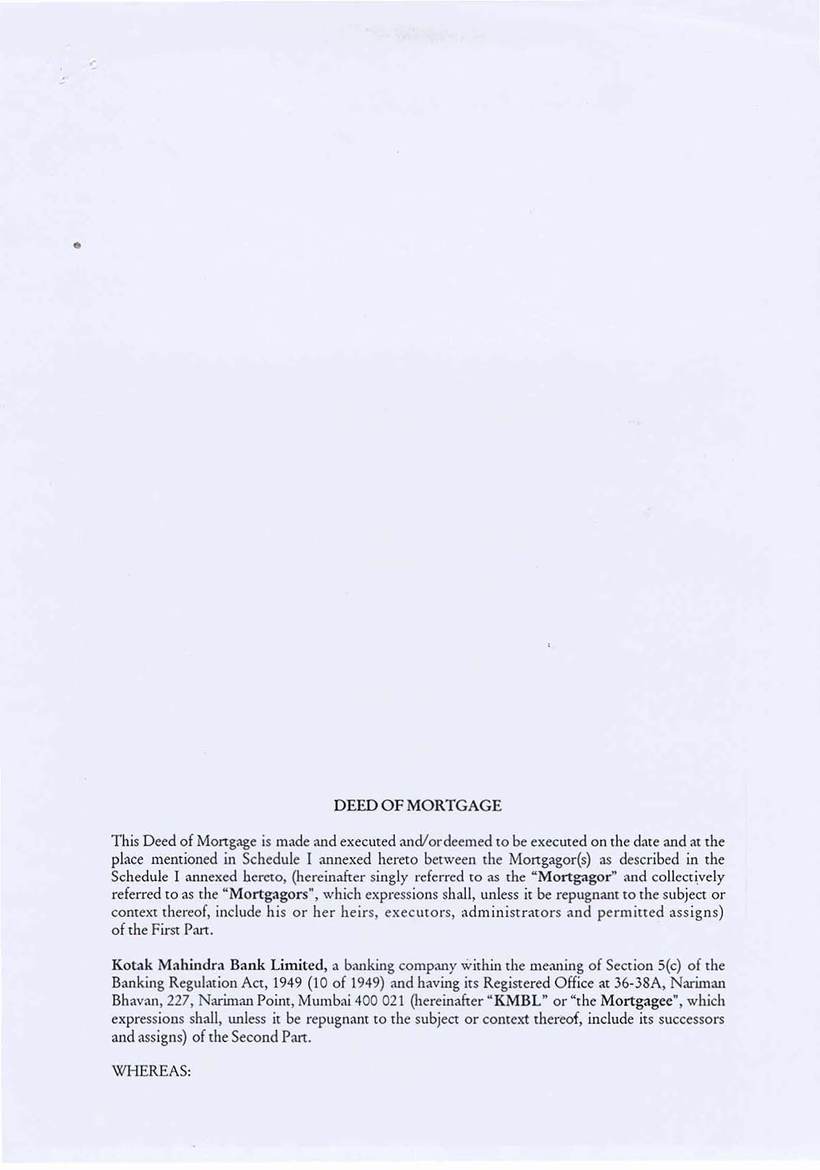 DEED OF MORTGAGE
This Deed of Mortgage is made and executed and/or deemed to be executed on the date and at the
place mentioned in Schedule I annexed hereto between the Mortgagor(s) as described in the
Schedule I annexed hereto, (hereinafter singly referred to as the “Mortgagor” and collectively
referred to as the “Mortgagors”, which expressions shall, unless it be repugnant to the subject or
context thereof, include his or her heirs, executors, administrators and permitted assigns)
of the First Part.
Kotak Mahindra Bank Limited, a banking company within the meaning of Section 5(c) of the
Banking Regulation Act, 1949 (10 of 1949) and having its Registered Office at 36-38A, Nariman
Bhavan, 227, Nariman Point, Mumbai 400 021 (hereinafter “KMBL” or “the Mortgagee”, which
expressions shall, unless it be repugnant to the subject or context thereof, include its successors
and assigns) of the Second Part.
WHEREAS: